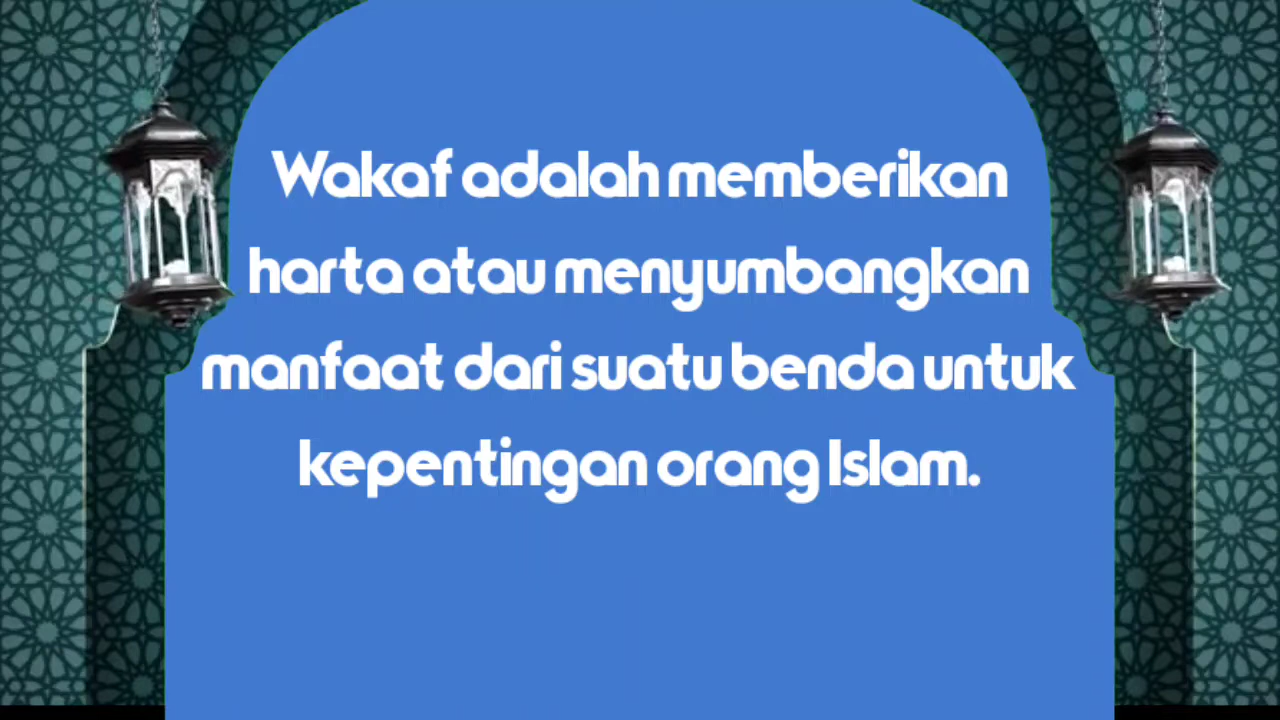 Wakaf adalah memberikan
harta atau menyumbangkan
manfaat dari suatu benda untuk
kepentingan orang Islam.